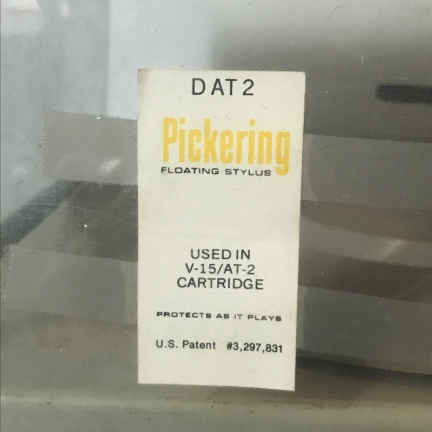 DAT2
Pickering
FLOATING STYLUS
USED IN
V-15/AT-2
CARTRIDGE
PROTECTS AS IT PLAYS
U.S. Patent #3,297,831